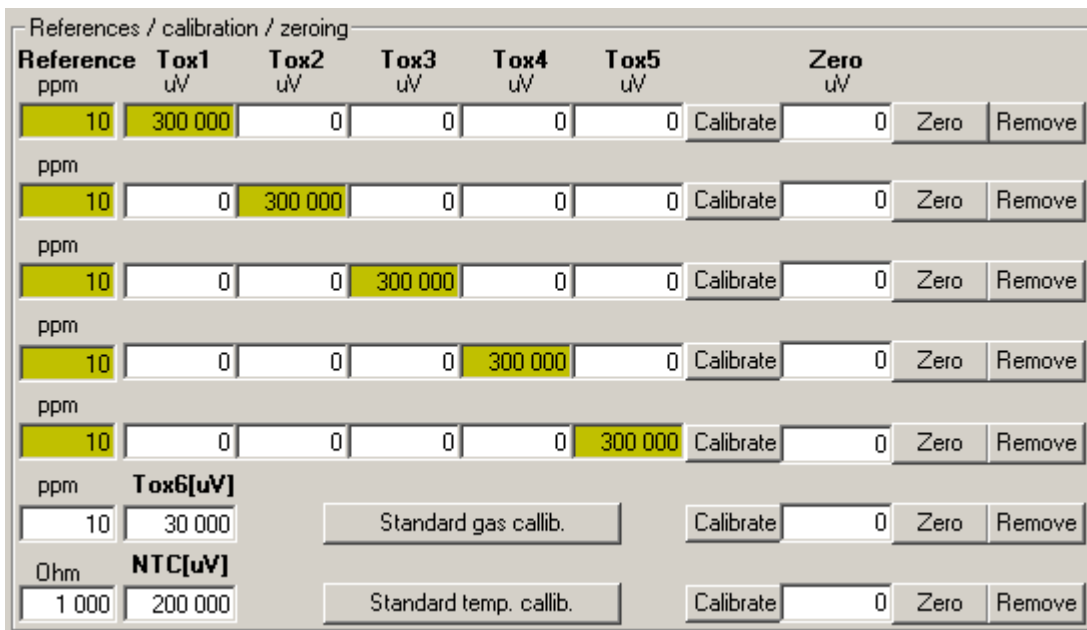 References / calibration / zeroing
Reference Tox1 Tox2 Tox3 Tox4 Tox5 Zero
ppm uV uV uV uV uV uV
10 300 000 0 0 0 0 Calibrate 0 Zero Remove
ppm
10 0 300 000 0 0 0 Calibrate 0 Zero Remove
ppm
10 0 0 300 000 0 0 Calibrate 0 Zero Remove
ppm
10 0 0 0 300 000 0 Calibrate 0 Zero Remove
ppm
10 0 0 0 0 300 000 Calibrate 0 Zero Remove
ppm Tox6[uV]
10 30 000 Standard gas callib. Calibrate 0 Zero Remove
Ohm NTC[uV]
1 000 200 000 Standard temp. callib. Calibrate 0 Zero Remove